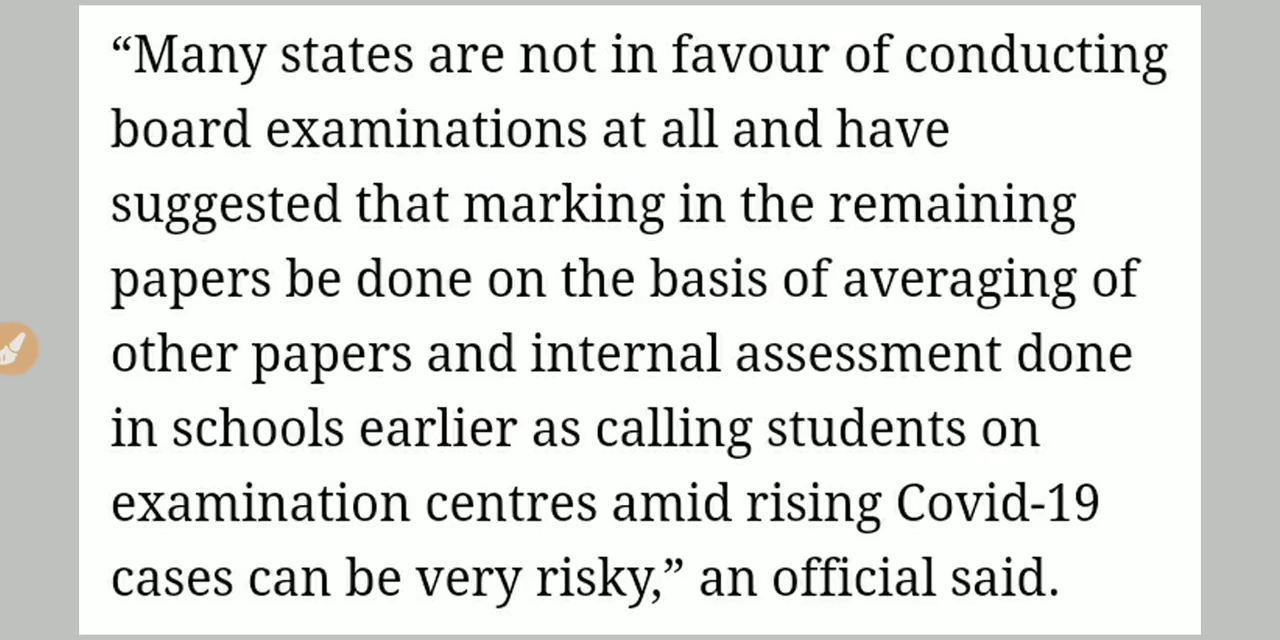 “Many states are not in favour of conducting
board examinations at all and have
suggested that marking in the remaining
papers be done on the basis of averaging of
other papers and internal assessment done
in schools earlier as calling students on
examination centres amid rising Covid-19
cases can be very risky,” an official said.